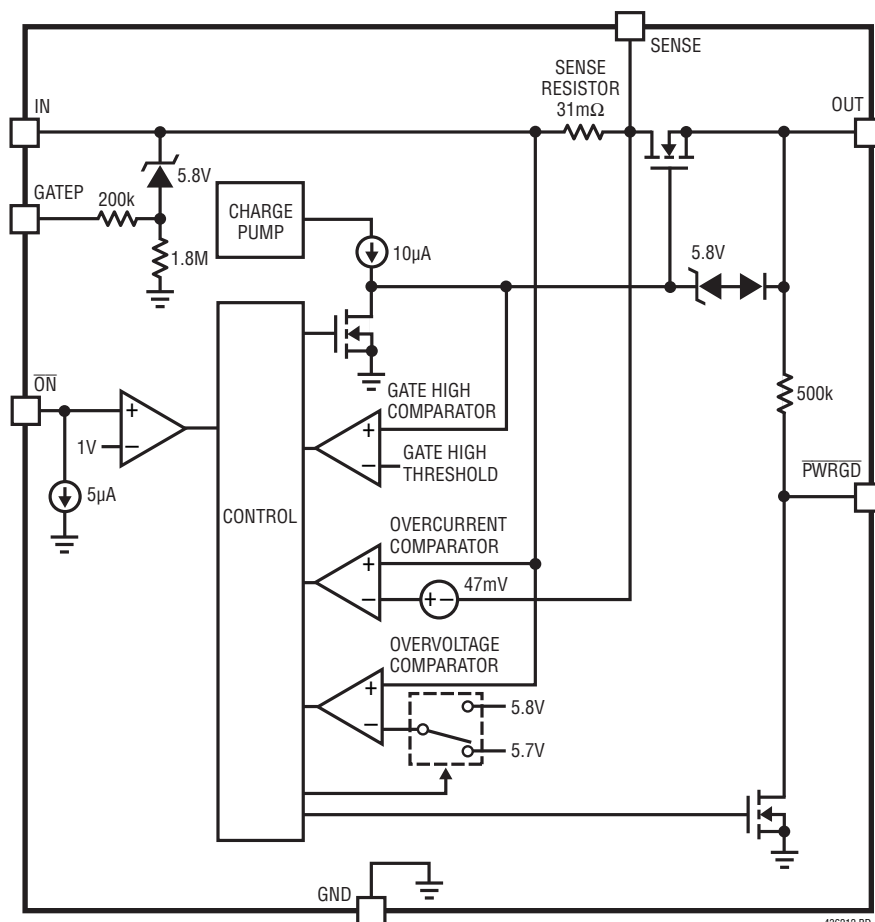 SENSE
SENSE
RESISTOR
31mΩ
IN
OUT
5.8V
GATEP
200k
CHARGE
PUMP
1.8M
10µA
5.8V
ON
+
−
1V
5µA
GATE HIGH
COMPARATOR
+
−
GATE HIGH
THRESHOLD
500k
PWRGD
CONTROL
OVERCURRENT
COMPARATOR
+
−
+ −
47mV
OVERVOLTAGE
COMPARATOR
+
−
5.8V
5.7V
GND